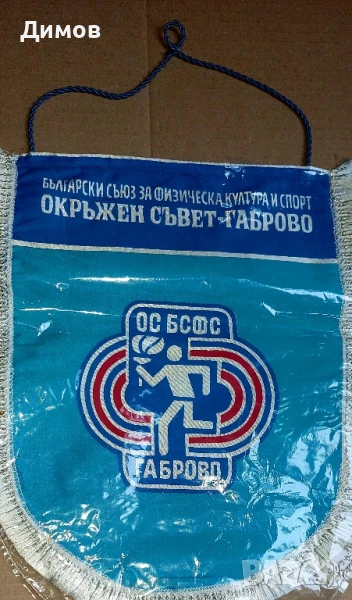 Димов
БЪЛГАРСКИ СЪЮЗ ЗА ФИЗИЧЕСКА КУЛТУРА И СПОРТ
ОКРЪЖЕН СЪВЕТ-ГАБРОВО
ОС БСФС
ГАБРОВО